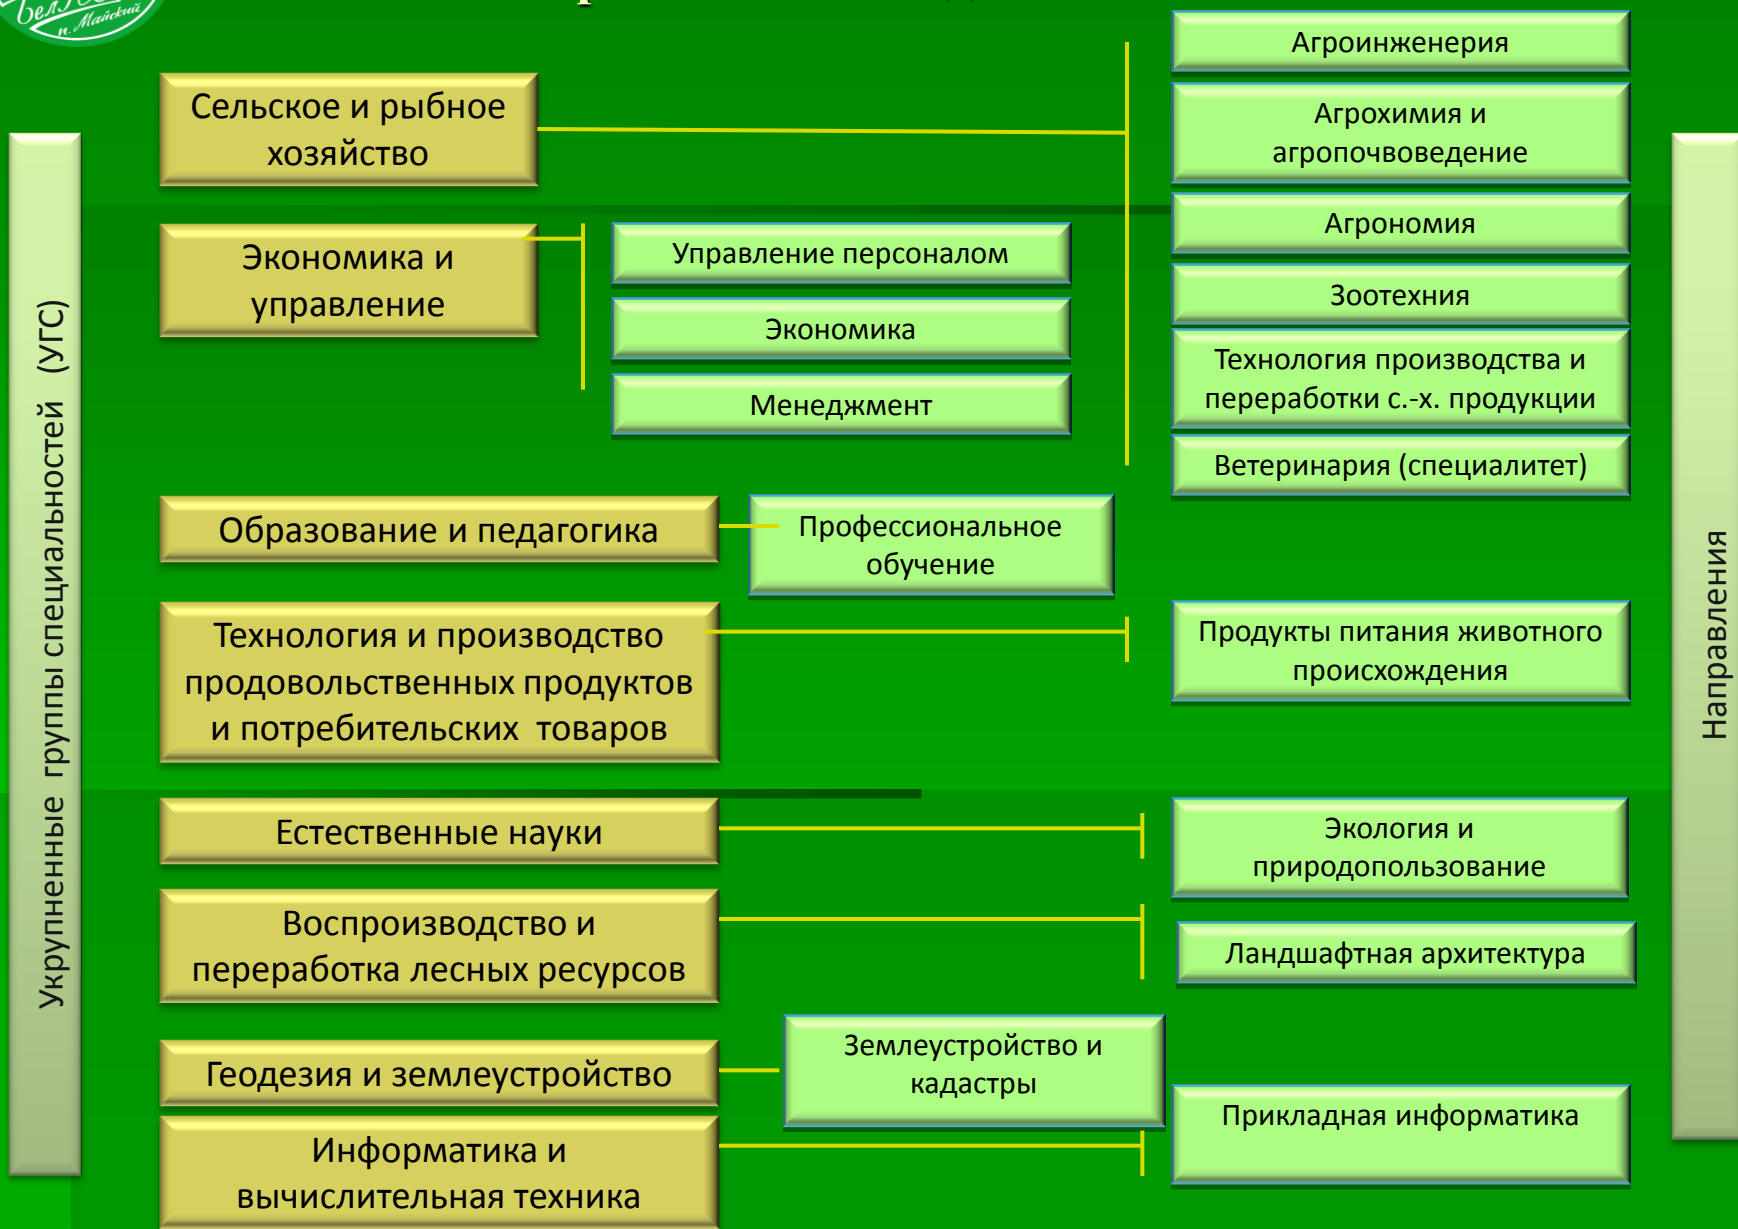 п. Майский
Укрупненные группы специальностей (УГС)
Сельское и рыбное
хозяйство
Агроинженерия
Агрохимия и
агропочвоведение
Агрономия
Зоотехния
Технология производства и
переработки с.-х. продукции
Ветеринария (специалитет)
Экономика и
управление
Управление персоналом
Экономика
Менеджмент
Образование и педагогика
Профессиональное
обучение
Технология и производство
продовольственных продуктов
и потребительских товаров
Продукты питания животного
происхождения
Естественные науки
Экология и
природопользование
Воспроизводство и
переработка лесных ресурсов
Ландшафтная архитектура
Геодезия и землеустройство
Землеустройство и
кадастры
Информатика и
вычислительная техника
Прикладная информатика
Направления